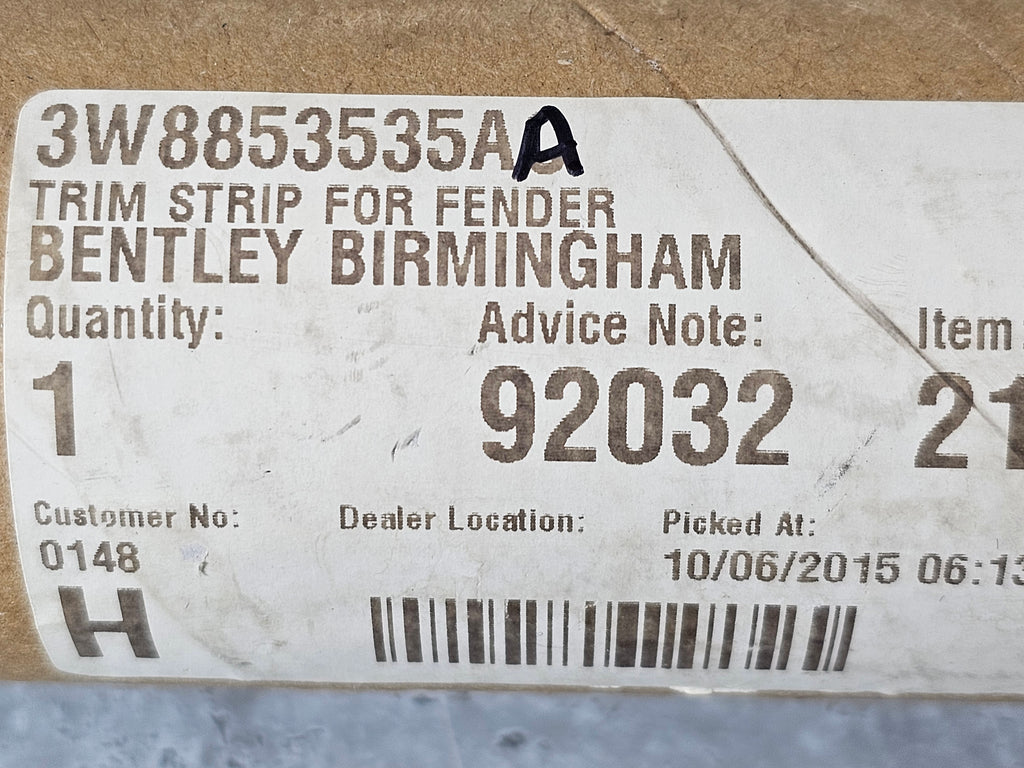 3W8853535AA
TRIM STRIP FOR FENDER
BENTLEY BIRMINGHAM
Quantity: Advice Note: Item
1 92032 21
Customer No: Dealer Location: Picked At:
0148 10/06/2015 06:13
H